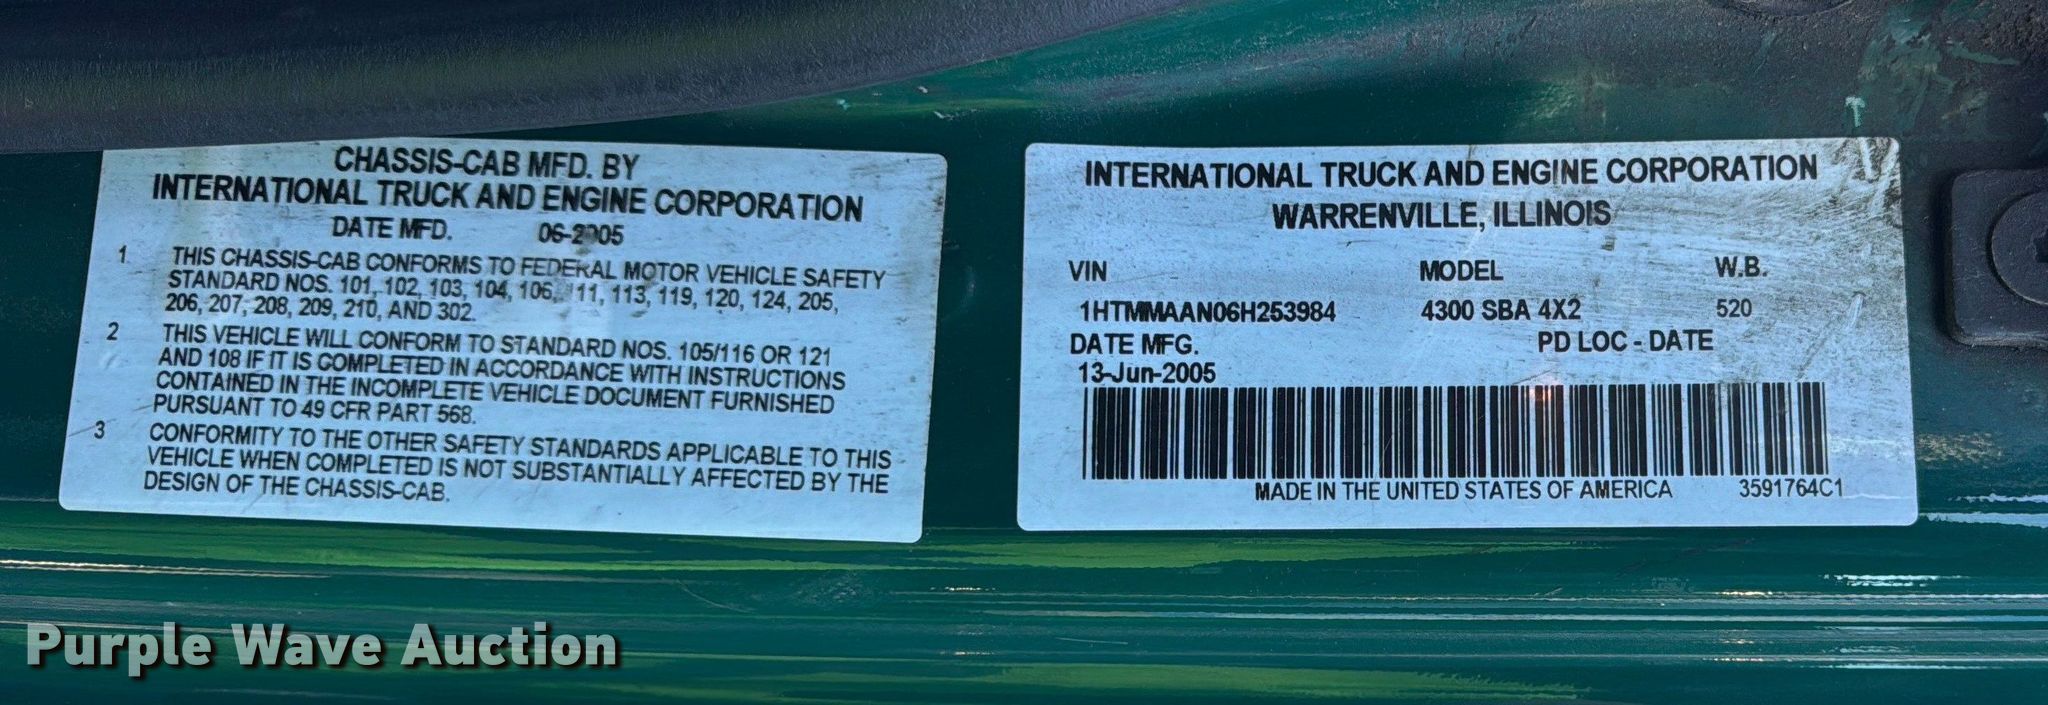 CHASSIS-CAB MFD. BY
INTERNATIONAL TRUCK AND ENGINE CORPORATION
DATE MFD. 06-2005
1 THIS CHASSIS-CAB CONFORMS TO FEDERAL MOTOR VEHICLE SAFETY
STANDARD NOS. 101, 102, 103, 104, 106, 111, 113, 119, 120, 124, 205,
206, 207, 208, 209, 210, AND 302.
2 THIS VEHICLE WILL CONFORM TO STANDARD NOS. 105/116 OR 121
AND 108 IF IT IS COMPLETED IN ACCORDANCE WITH INSTRUCTIONS
CONTAINED IN THE INCOMPLETE VEHICLE DOCUMENT FURNISHED
PURSUANT TO 49 CFR PART 568.
3 CONFORMITY TO THE OTHER SAFETY STANDARDS APPLICABLE TO THIS
VEHICLE WHEN COMPLETED IS NOT SUBSTANTIALLY AFFECTED BY THE
DESIGN OF THE CHASSIS-CAB.
INTERNATIONAL TRUCK AND ENGINE CORPORATION
WARRENVILLE, ILLINOIS
VIN MODEL W.B.
1HTMMAAN06H253984 4300 SBA 4X2 520
DATE MFG. PD LOC - DATE
13-Jun-2005
MADE IN THE UNITED STATES OF AMERICA 3591764C1
Purple Wave Auction